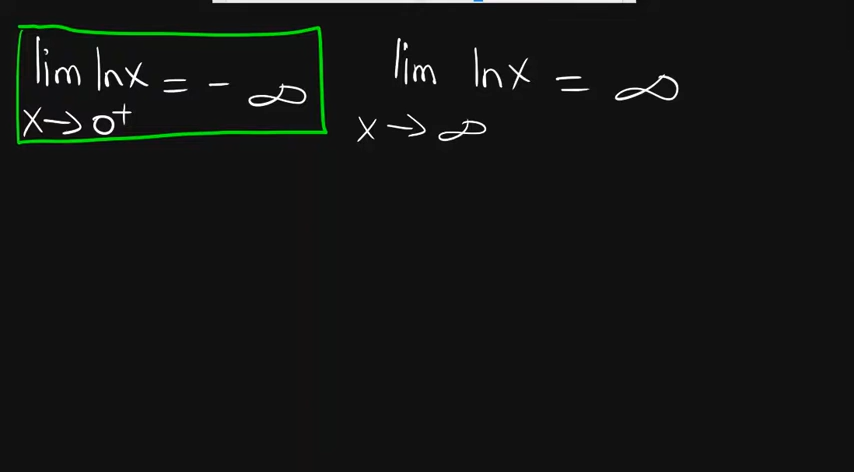 lim lnx = - ∞
x → 0⁺
lim lnx = ∞
x → ∞